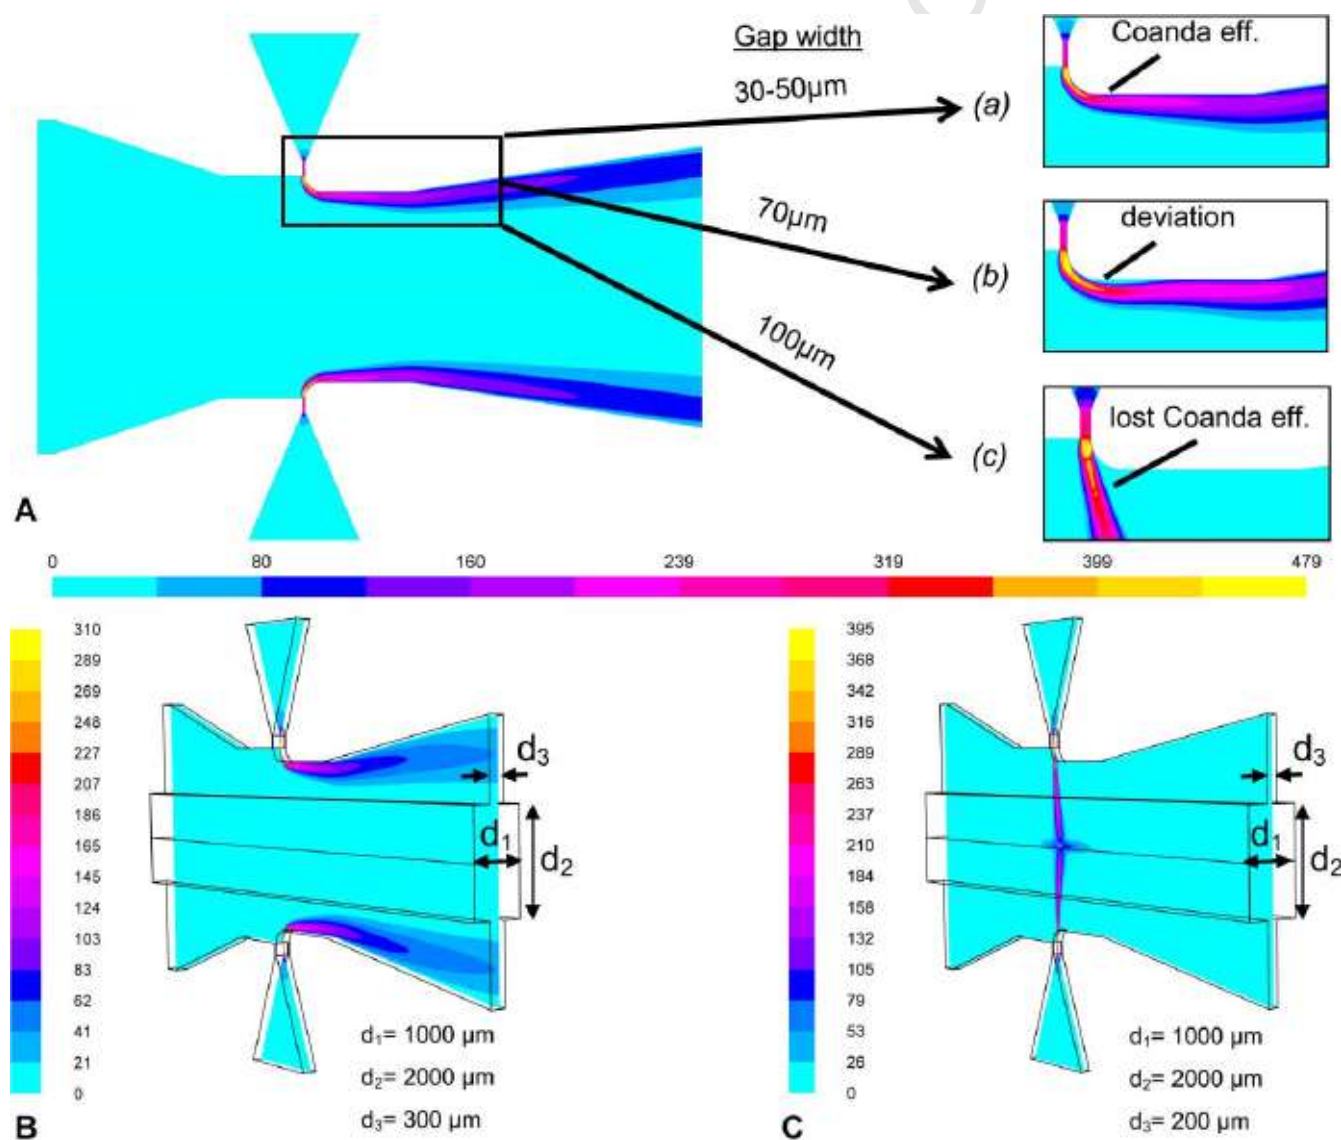 Gap width
30-50µm
(a)
Coanda eff.
70µm
(b)
deviation
100µm
(c)
lost Coanda eff.
A
0 80 160 239 319 399 479
310
289
269
248
227
207
186
165
145
124
103
83
62
41
21
0
d3
d1
d2
d1= 1000 µm
d2= 2000 µm
d3= 300 µm
B
395
368
342
316
289
263
237
210
184
158
132
105
79
53
26
0
d3
d1
d2
d1= 1000 µm
d2= 2000 µm
d3= 200 µm
C